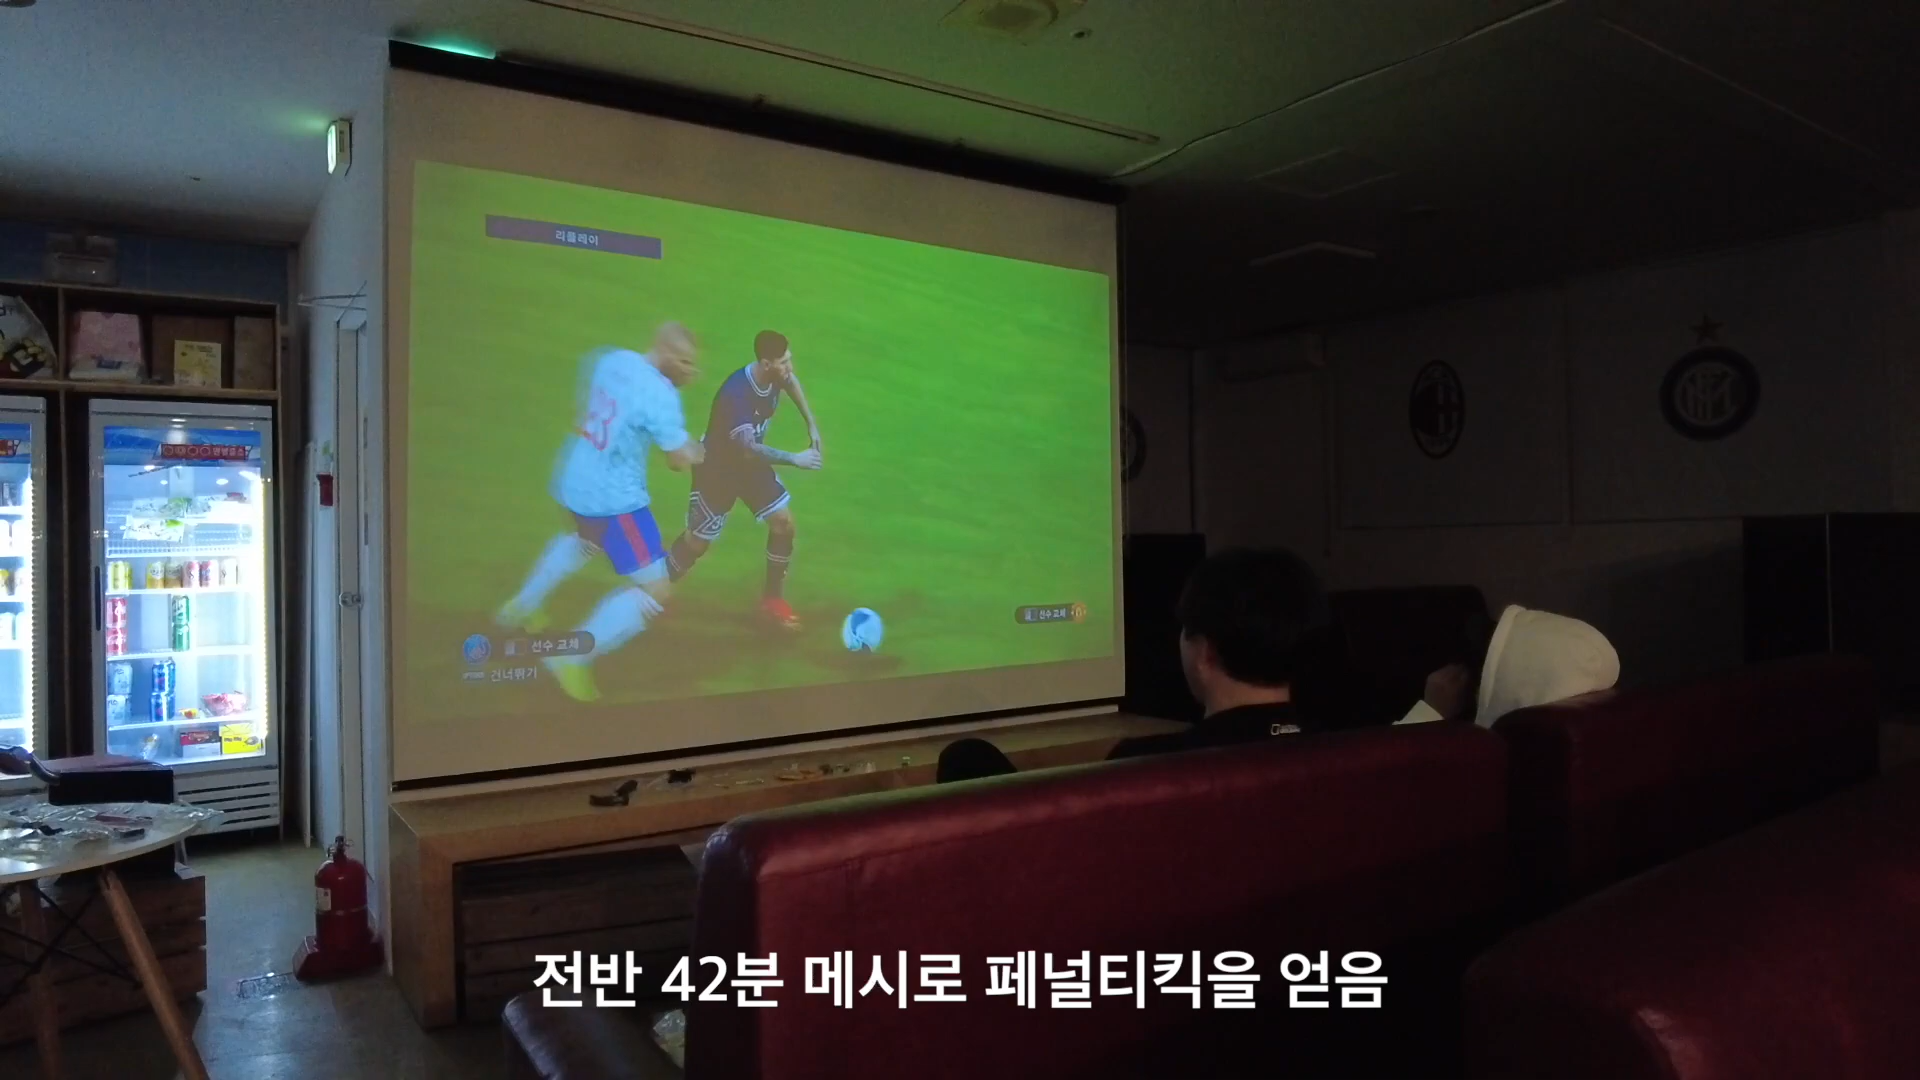 리플레이
선수 교체
선수 교체
건너뛰기
전반 42분 메시로 페널티킥을 얻음